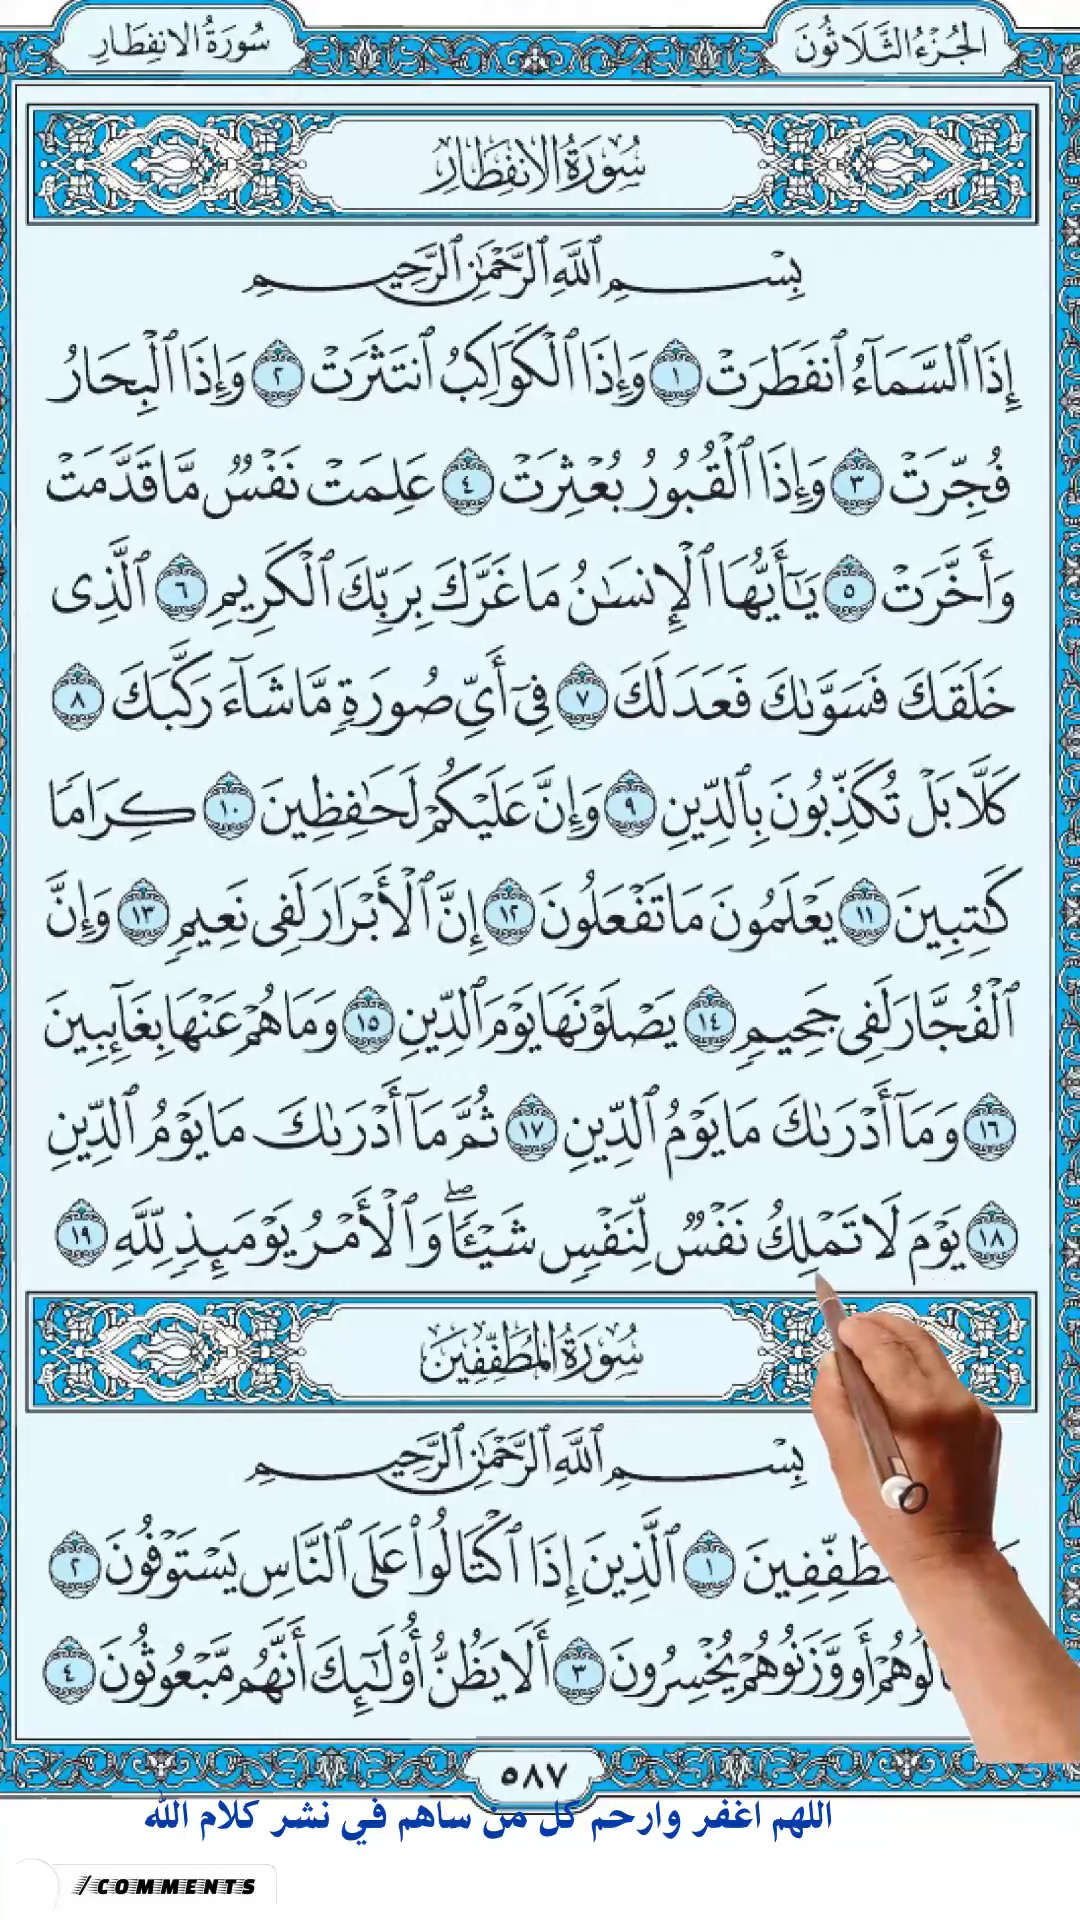 الجُزْءُ الثَّلَاثُونَ
سُورَةُ الانفِطَارِ
سُورَةُ الانفِطَارِ
بِسْمِ ٱللَّهِ ٱلرَّحْمَٰنِ ٱلرَّحِيمِ
إِذَا ٱلسَّمَآءُ ٱنفَطَرَتْ ١ وَإِذَا ٱلْكَوَاكِبُ ٱنتَثَرَتْ ٢ وَإِذَا ٱلْبِحَارُ
فُجِّرَتْ ٣ وَإِذَا ٱلْقُبُورُ بُعْثِرَتْ ٤ عَلِمَتْ نَفْسٌ مَّا قَدَّمَتْ
وَأَخَّرَتْ ٥ يَٰٓأَيُّهَا ٱلْإِنسَٰنُ مَا غَرَّكَ بِرَبِّكَ ٱلْكَرِيمِ ٦ ٱلَّذِى
خَلَقَكَ فَسَوَّىٰكَ فَعَدَلَكَ ٧ فِىٓ أَىِّ صُورَةٍ مَّا شَآءَ رَكَّبَكَ ٨
كَلَّا بَلْ تُكَذِّبُونَ بِٱلدِّينِ ٩ وَإِنَّ عَلَيْكُمْ لَحَٰفِظِينَ ١٠ كِرَامًا
كَٰتِبِينَ ١١ يَعْلَمُونَ مَا تَفْعَلُونَ ١٢ إِنَّ ٱلْأَبْرَارَ لَفِى نَعِيمٍ ١٣ وَإِنَّ
ٱلْفُجَّارَ لَفِى جَحِيمٍ ١٤ يَصْلَوْنَهَا يَوْمَ ٱلدِّينِ ١٥ وَمَا هُمْ عَنْهَا بِغَآئِبِينَ
١٦ وَمَآ أَدْرَىٰكَ مَا يَوْمُ ٱلدِّينِ ١٧ ثُمَّ مَآ أَدْرَىٰكَ مَا يَوْمُ ٱلدِّينِ
١٨ يَوْمَ لَا تَمْلِكُ نَفْسٌ لِّنَفْسٍ شَيْـًٔا ۖ وَٱلْأَمْرُ يَوْمَئِذٍ لِّلَّهِ ١٩
سُورَةُ المُطَفِّفِينَ
بِسْمِ ٱللَّهِ ٱلرَّحْمَٰنِ ٱلرَّحِيمِ
١ ٱلَّذِينَ إِذَا ٱكْتَالُوا۟ عَلَى ٱلنَّاسِ يَسْتَوْفُونَ ٢
أَو وَّزَنُوهُمْ يُخْسِرُونَ ٣ أَلَا يَظُنُّ أُو۟لَٰٓئِكَ أَنَّهُم مَّبْعُوثُونَ ٤
٥٨٧
اللهم اغفر وارحم كل من ساهم في نشر كلام الله
/COMMENTS